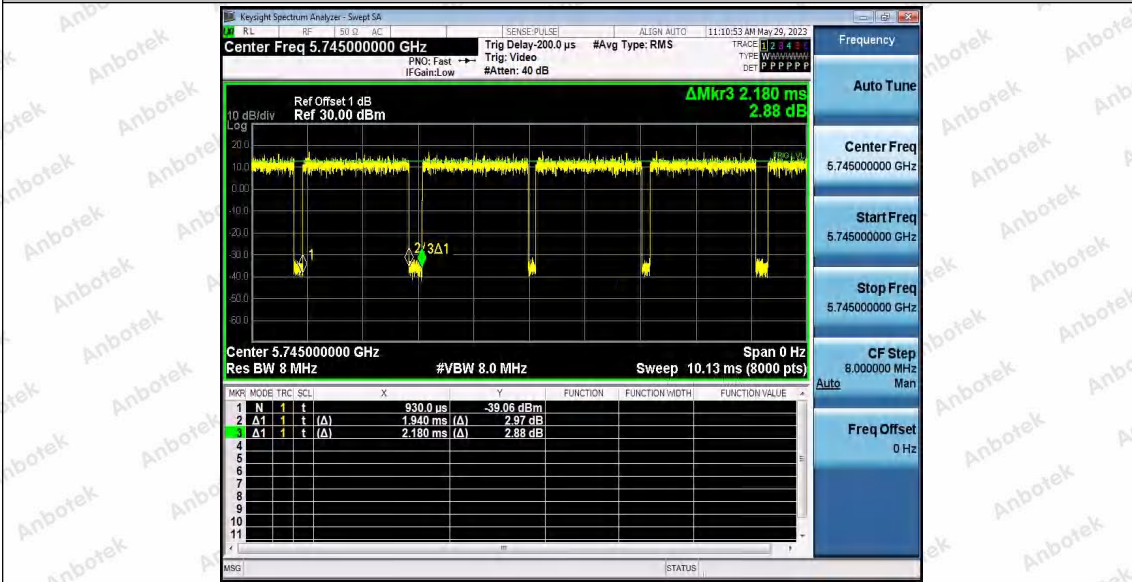 Keysight Spectrum Analyzer - Swept SA
RL RF 50 Ω AC SENSE:PULSE ALIGN AUTO 11:10:53 AM May 29, 2023
Center Freq 5.745000000 GHz
PNO: Fast
IFGain:Low
Trig Delay-200.0 µs
Trig: Video
#Atten: 40 dB
#Avg Type: RMS
TRACE 1 2 3 4 5 6
TYPE W
DET P P P P P P
Frequency
Auto Tune
Center Freq
5.745000000 GHz
Start Freq
5.745000000 GHz
Stop Freq
5.745000000 GHz
CF Step
8.000000 MHz
Auto Man
Freq Offset
0 Hz
ΔMkr3 2.180 ms
2.88 dB
10 dB/div
Log
Ref Offset 1 dB
Ref 30.00 dBm
20.0
10.0
0.00
-10.0
-20.0
-30.0
-40.0
-50.0
-60.0
TRIG LVL
1
2/3Δ1
Center 5.745000000 GHz Span 0 Hz
Res BW 8 MHz #VBW 8.0 MHz Sweep 10.13 ms (8000 pts)
MKR MODE TRC SCL X Y FUNCTION FUNCTION WIDTH FUNCTION VALUE
1 N 1 t 930.0 µs -39.06 dBm
2 Δ1 1 t (Δ) 1.940 ms (Δ) 2.97 dB
3 Δ1 1 t (Δ) 2.180 ms (Δ) 2.88 dB
4
5
6
7
8
9
10
11
MSG STATUS
Anbotek